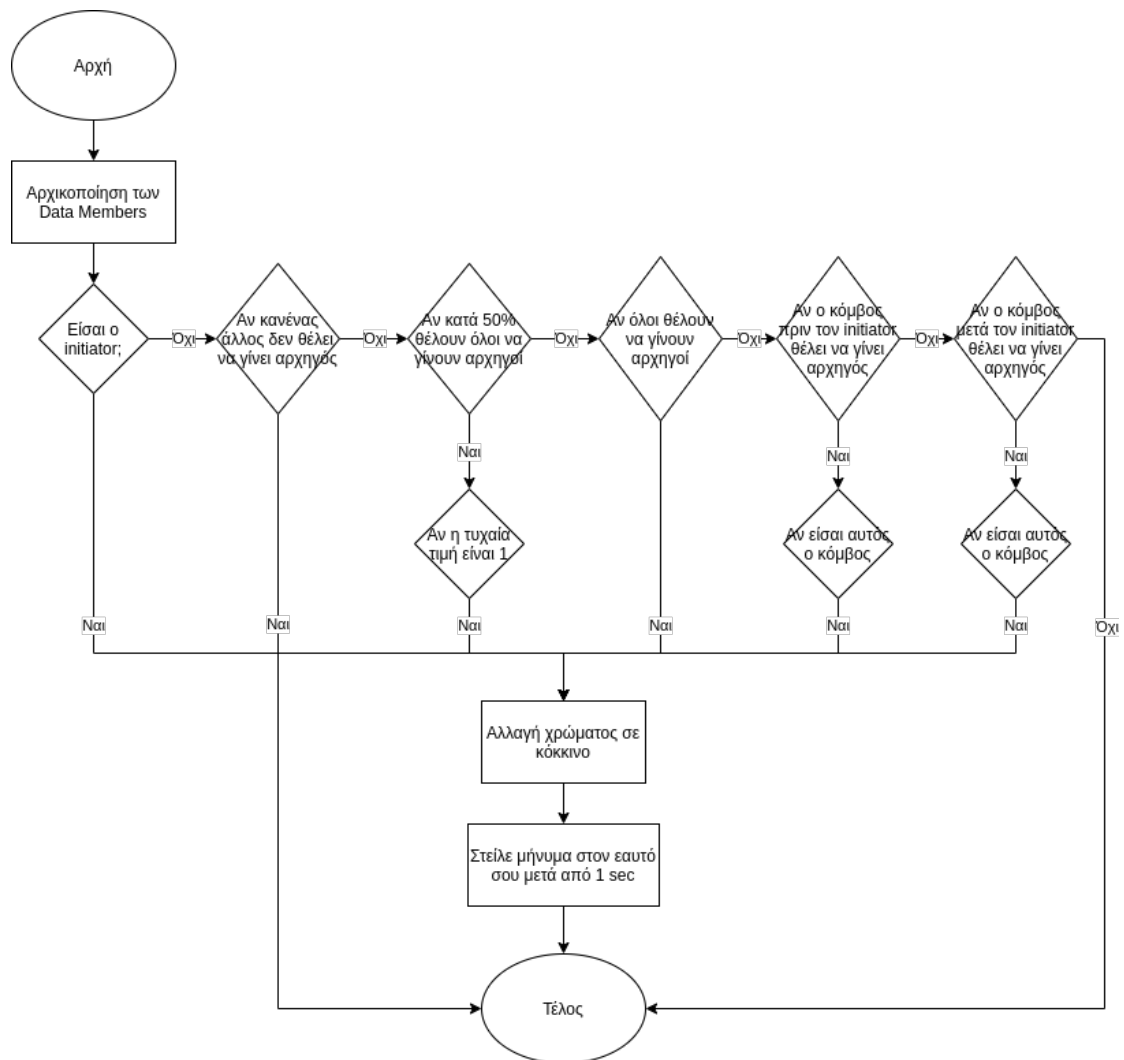 Αρχή
Αρχικοποίηση των
Data Members
Είσαι ο
initiator;
Όχι
Αν κανένας
άλλος δεν θέλει
να γίνει αρχηγός
Όχι
Αν κατά 50%
θέλουν όλοι να
γίνουν αρχηγοί
Όχι
Αν όλοι θέλουν
να γίνουν
αρχηγοί
Όχι
Αν ο κόμβος
πριν τον initiator
θέλει να γίνει
αρχηγός
Όχι
Αν ο κόμβος
μετά τον initiator
θέλει να γίνει
αρχηγός
Ναι
Ναι
Ναι
Αν η τυχαία
τιμή είναι 1
Αν είσαι αυτός
ο κόμβος
Αν είσαι αυτός
ο κόμβος
Ναι
Ναι
Ναι
Ναι
Ναι
Ναι
Όχι
Αλλαγή χρώματος σε
κόκκινο
Στείλε μήνυμα στον εαυτό
σου μετά από 1 sec
Τέλος